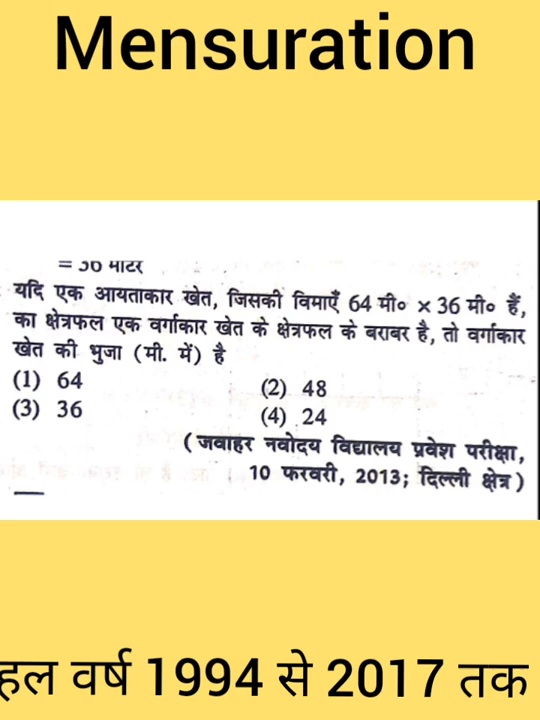 Mensuration
= 50 मीटर
यदि एक आयताकार खेत, जिसकी विमाएँ 64 मी० × 36 मी० हैं,
का क्षेत्रफल एक वर्गाकार खेत के क्षेत्रफल के बराबर है, तो वर्गाकार
खेत की भुजा (मी. में) है
(1) 64 (2) 48
(3) 36 (4) 24
(जवाहर नवोदय विद्यालय प्रवेश परीक्षा,
10 फरवरी, 2013; दिल्ली क्षेत्र)
हल वर्ष 1994 से 2017 तक